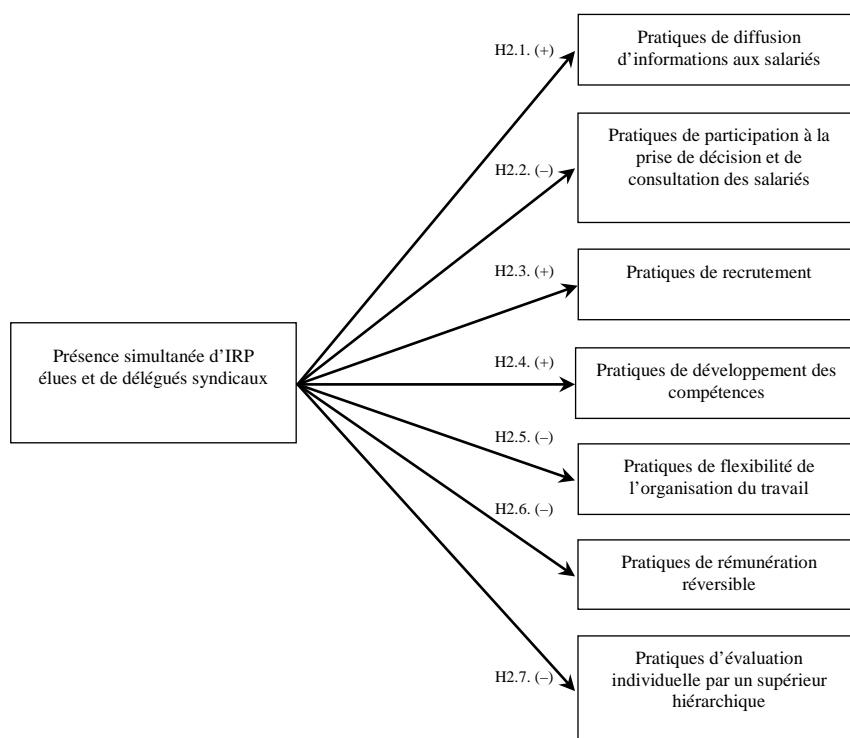 Présence simultanée d’IRP
élues et de délégués syndicaux
H2.1. (+)
Pratiques de diffusion
d’informations aux salariés
H2.2. (–)
Pratiques de participation à la
prise de décision et de
consultation des salariés
H2.3. (+)
Pratiques de recrutement
H2.4. (+)
Pratiques de développement des
compétences
H2.5. (–)
Pratiques de flexibilité de
l’organisation du travail
H2.6. (–)
Pratiques de rémunération
réversible
H2.7. (–)
Pratiques d’évaluation
individuelle par un supérieur
hiérarchique